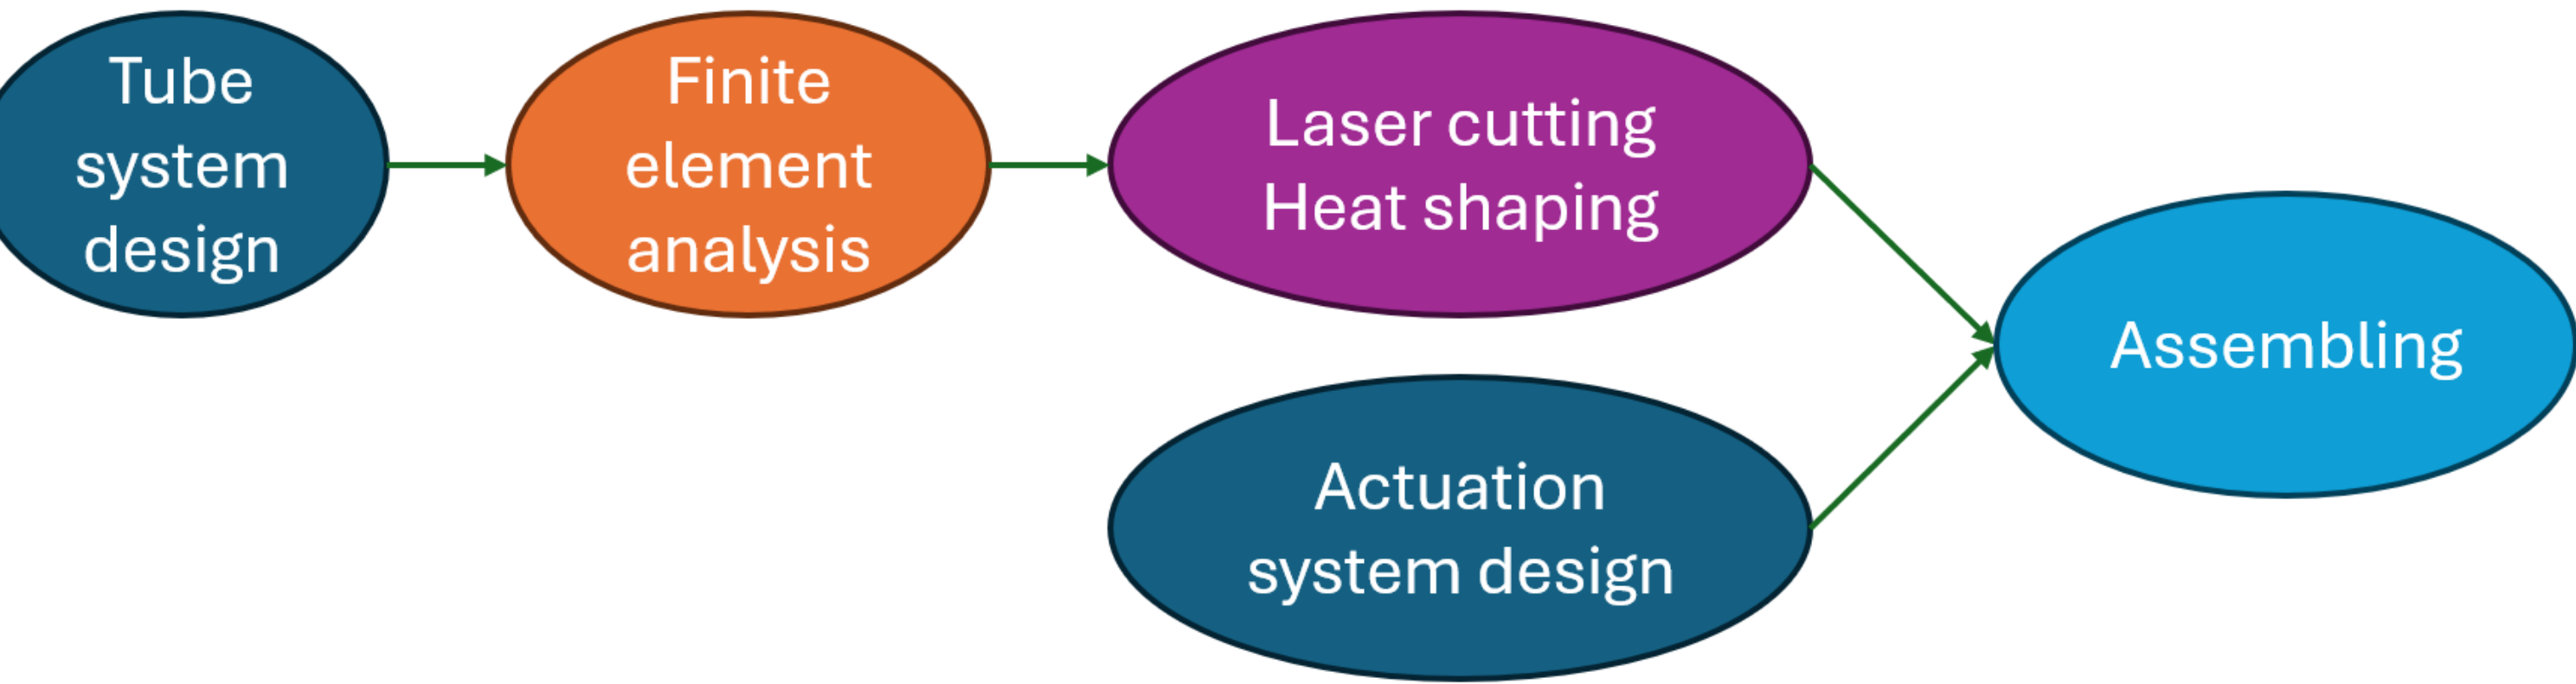 Tube
system
design
Finite
element
analysis
Laser cutting
Heat shaping
Actuation
system design
Assembling